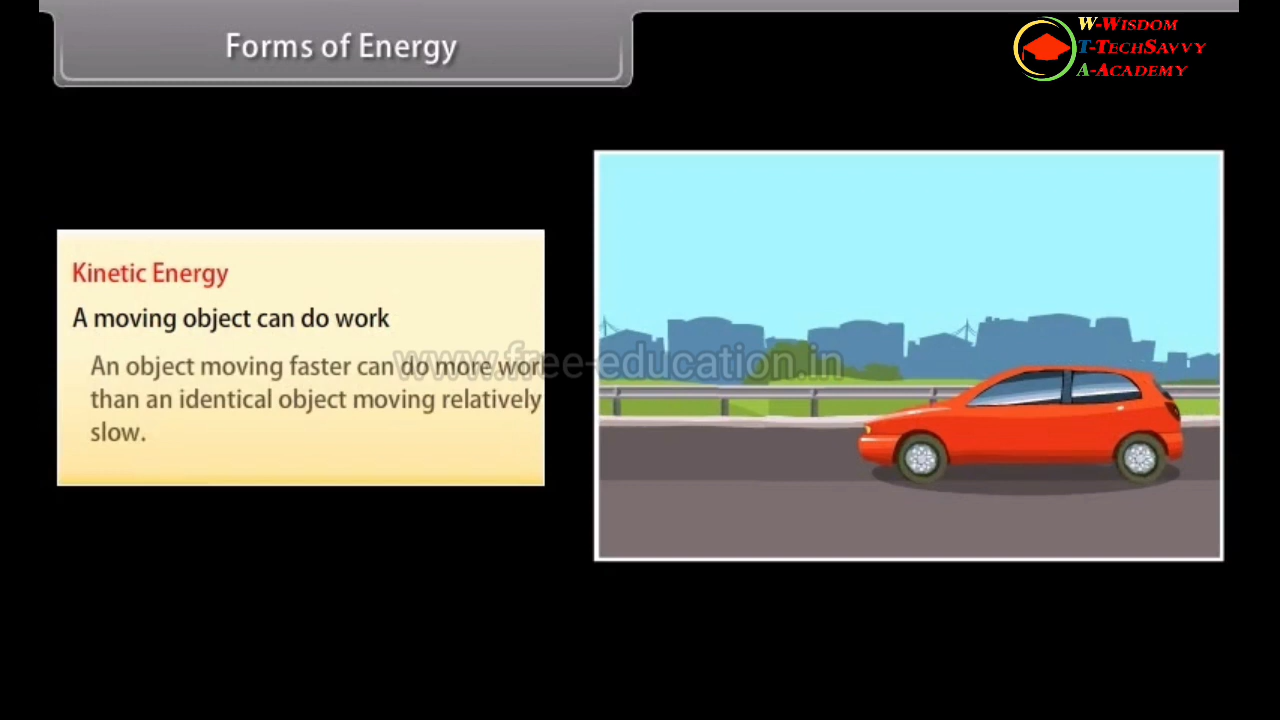 Forms of Energy
W-Wisdom
T-TechSavvy
A-Academy
Kinetic Energy
A moving object can do work
An object moving faster can do more wor
than an identical object moving relatively
slow.
www.free-education.in